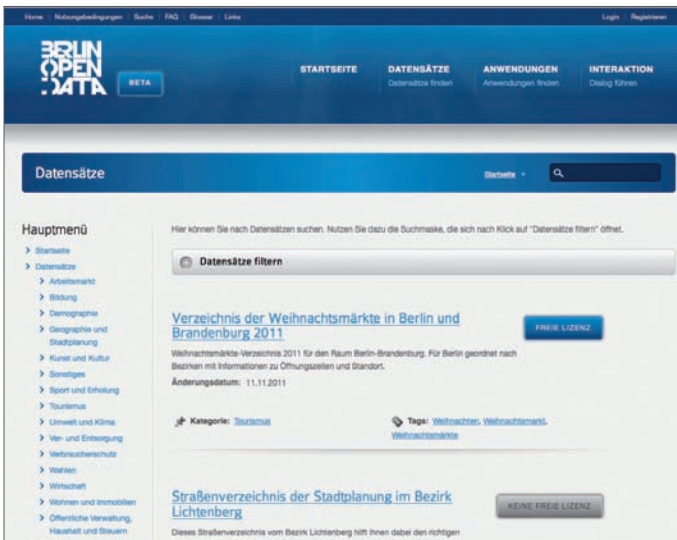 Home | Nutzungsbedingungen | Suche | FAQ | Glossar | Links
Login | Registrieren
BERLIN
OPEN
DATA
BETA
STARTSEITE
DATENSÄTZE
Datensätze finden
ANWENDUNGEN
Anwendungen finden
INTERAKTION
Dialog führen
Datensätze
Startseite
Hauptmenü
Startseite
Datensätze
Arbeitsmarkt
Bildung
Demographie
Geographie und
Stadtplanung
Kunst und Kultur
Sonstiges
Sport und Erholung
Tourismus
Umwelt und Klima
Ver- und Entsorgung
Verbraucherschutz
Wahlen
Wirtschaft
Wohnen und Immobilien
Öffentliche Verwaltung,
Haushalt und Steuern
Hier können Sie nach Datensätzen suchen. Nutzen Sie dazu die Suchmaske, die sich nach Klick auf "Datensätze filtern" öffnet.
Datensätze filtern
Verzeichnis der Weihnachtsmärkte in Berlin und
Brandenburg 2011
FREIE LIZENZ
Weihnachtsmärkte-Verzeichnis 2011 für den Raum Berlin-Brandenburg. Für Berlin geordnet nach
Bezirken mit Informationen zu Öffnungszeiten und Standort.
Änderungsdatum: 11.11.2011
Kategorie: Tourismus
Tags: Weihnachten, Weihnachtsmarkt,
Weihnachtsmärkte
Straßenverzeichnis der Stadtplanung im Bezirk
Lichtenberg
KEINE FREIE LIZENZ
Dieses Straßenverzeichnis vom Bezirk Lichtenberg hilft Ihnen dabei den richtigen